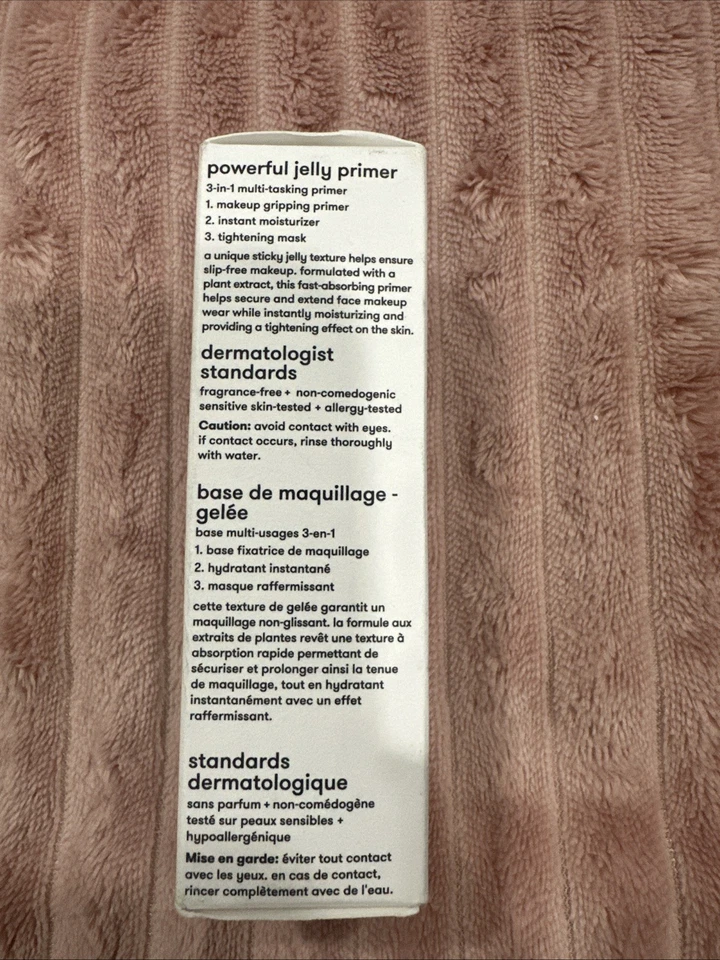 powerful jelly primer
3-in-1 multi-tasking primer
1. makeup gripping primer
2. instant moisturizer
3. tightening mask
a unique sticky jelly texture helps ensure
slip-free makeup. formulated with a
plant extract, this fast-absorbing primer
helps secure and extend face makeup
wear while instantly moisturizing and
providing a tightening effect on the skin.
dermatologist
standards
fragrance-free + non-comedogenic
sensitive skin-tested + allergy-tested
Caution: avoid contact with eyes.
if contact occurs, rinse thoroughly
with water.
base de maquillage -
gelée
base multi-usages 3-en-1
1. base fixatrice de maquillage
2. hydratant instantané
3. masque raffermissant
cette texture de gelée garantit un
maquillage non-glissant. la formule aux
extraits de plantes revêt une texture à
absorption rapide permettant de
sécuriser et prolonger ainsi la tenue
de maquillage, tout en hydratant
instantanément avec un effet
raffermissant.
standards
dermatologique
sans parfum + non-comédogène
testé sur peaux sensibles +
hypoallergénique
Mise en garde: éviter tout contact
avec les yeux. en cas de contact,
rincer complètement avec de l'eau.